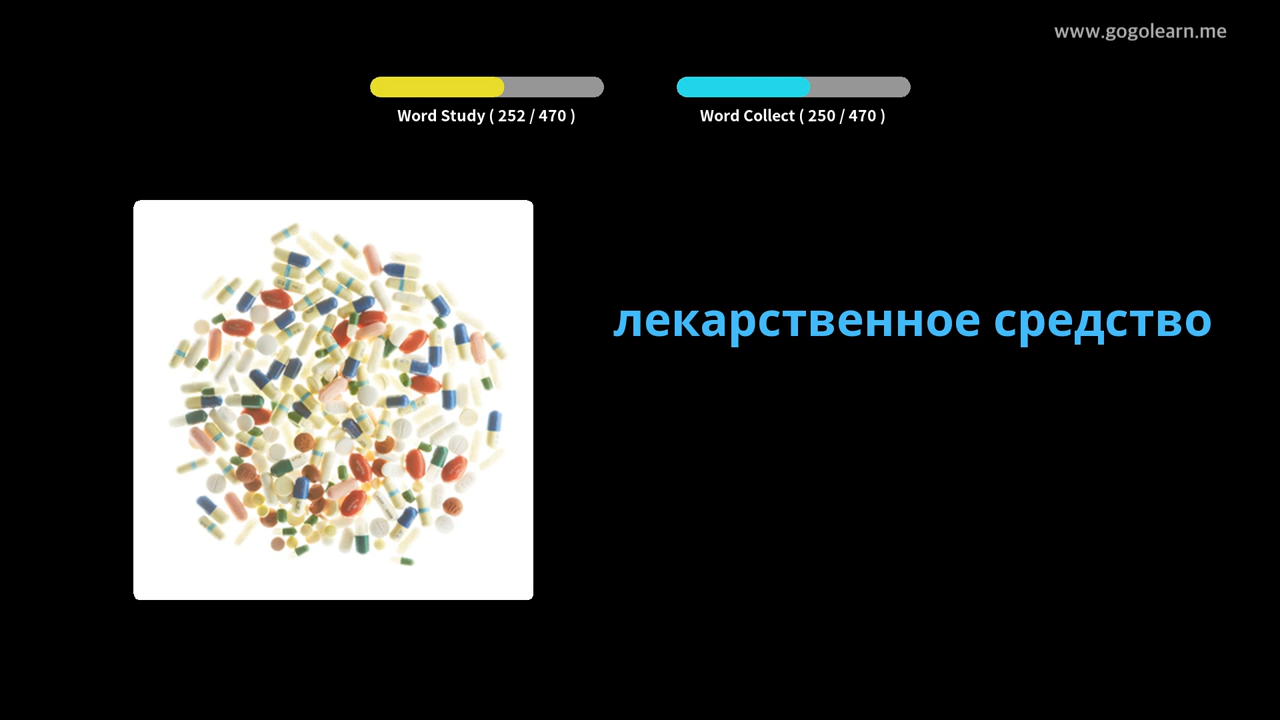 www.gogolearn.me
Word Study ( 252 / 470 )
Word Collect ( 250 / 470 )
лекарственное средство